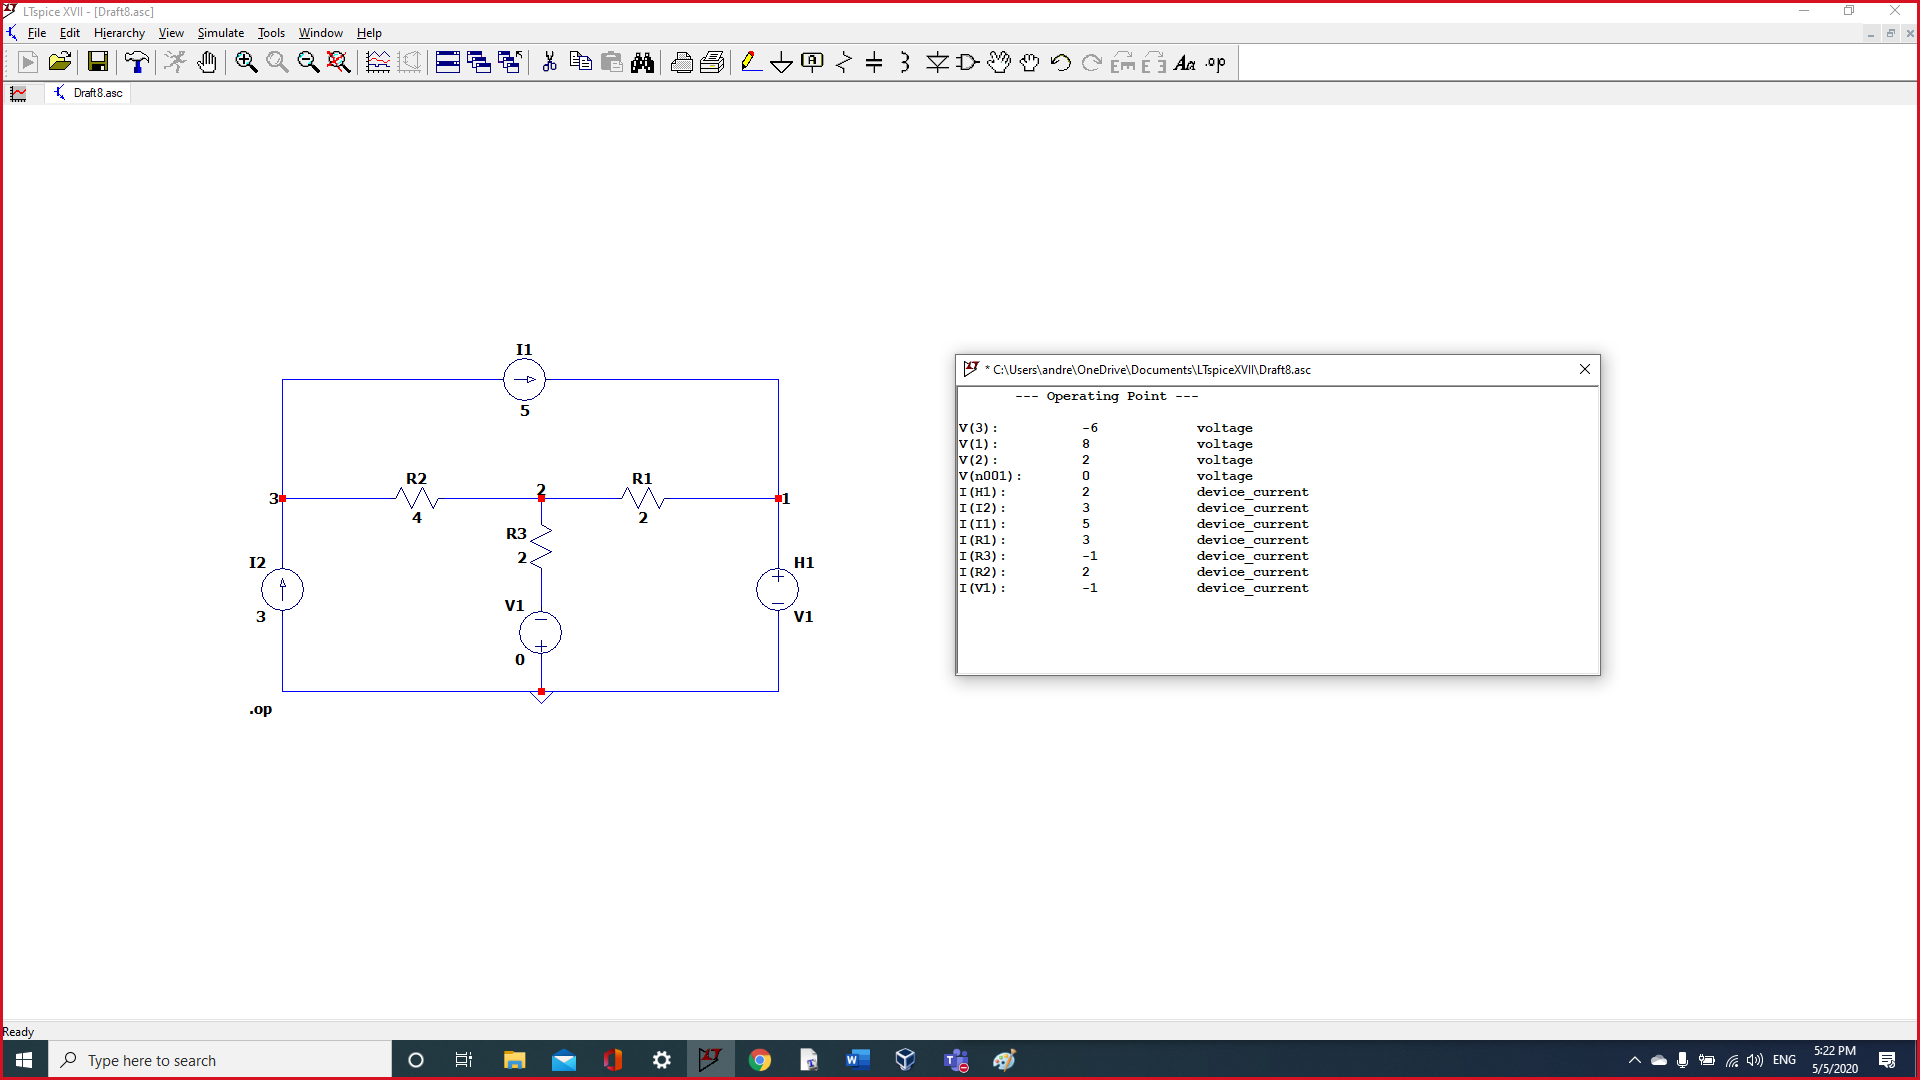 LTspice XVII - [Draft8.asc]
File Edit Hierarchy View Simulate Tools Window Help
Aa .op
Draft8.asc
I1
5
R2
4
R1
2
3
2
1
R3
2
I2
3
V1
0
H1
V1
.op
* C:\Users\andre\OneDrive\Documents\LTspiceXVII\Draft8.asc
--- Operating Point ---
V(3): -6 voltage
V(1): 8 voltage
V(2): 2 voltage
V(n001): 0 voltage
I(H1): 2 device_current
I(I2): 3 device_current
I(I1): 5 device_current
I(R1): 3 device_current
I(R3): -1 device_current
I(R2): 2 device_current
I(V1): -1 device_current
Ready
Type here to search
ENG
5:22 PM
5/5/2020